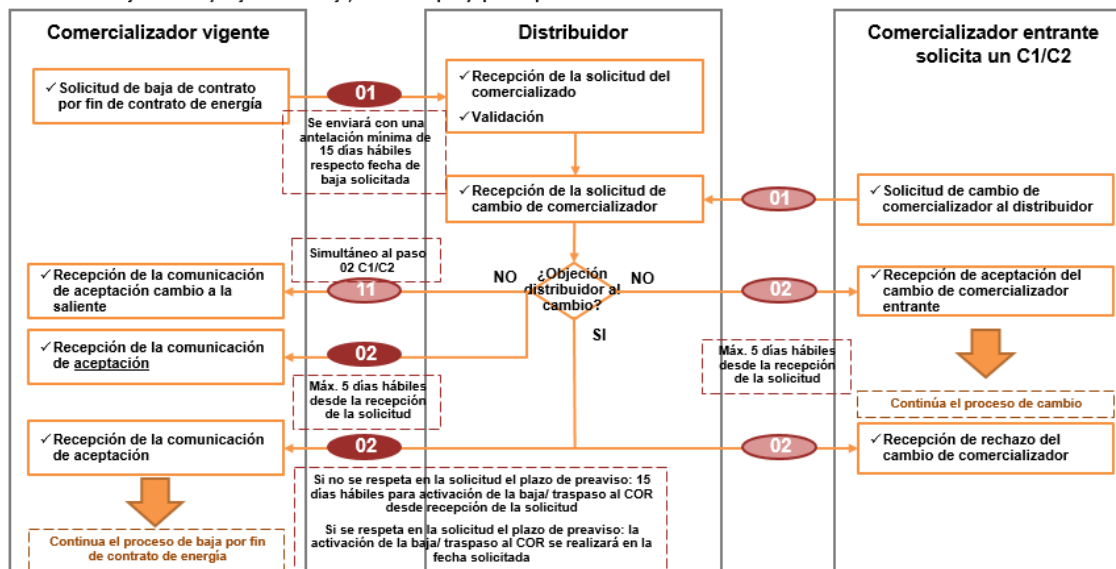 Comercializador vigente
✓ Solicitud de baja de contrato
por fin de contrato de energía
01
Se enviará con una
antelación mínima de
15 días hábiles
respecto fecha de
baja solicitada
Distribuidor
✓ Recepción de la solicitud del
comercializado
✓ Validación
✓ Recepción de la solicitud de
cambio de comercializador
Comercializador entrante
solicita un C1/C2
01
✓ Solicitud de cambio de
comercializador al distribuidor
Simultáneo al paso
02 C1/C2
NO
¿Objeción
distribuidor al
cambio?
NO
SI
✓ Recepción de la comunicación
de aceptación cambio a la
saliente
11
02
✓ Recepción de aceptación del
cambio de comercializador
entrante
✓ Recepción de la comunicación
de aceptación
02
Máx. 5 días hábiles
desde la recepción
de la solicitud
Máx. 5 días hábiles
desde la recepción
de la solicitud
Continúa el proceso de cambio
✓ Recepción de la comunicación
de aceptación
02
02
✓ Recepción de rechazo del
cambio de comercializador
Si no se respeta en la solicitud el plazo de preaviso: 15
días hábiles para activación de la baja/ traspaso al COR
desde recepción de la solicitud
Si se respeta en la solicitud el plazo de preaviso: la
activación de la baja/ traspaso al COR se realizará en la
fecha solicitada
Continua el proceso de baja por fin
de contrato de energía